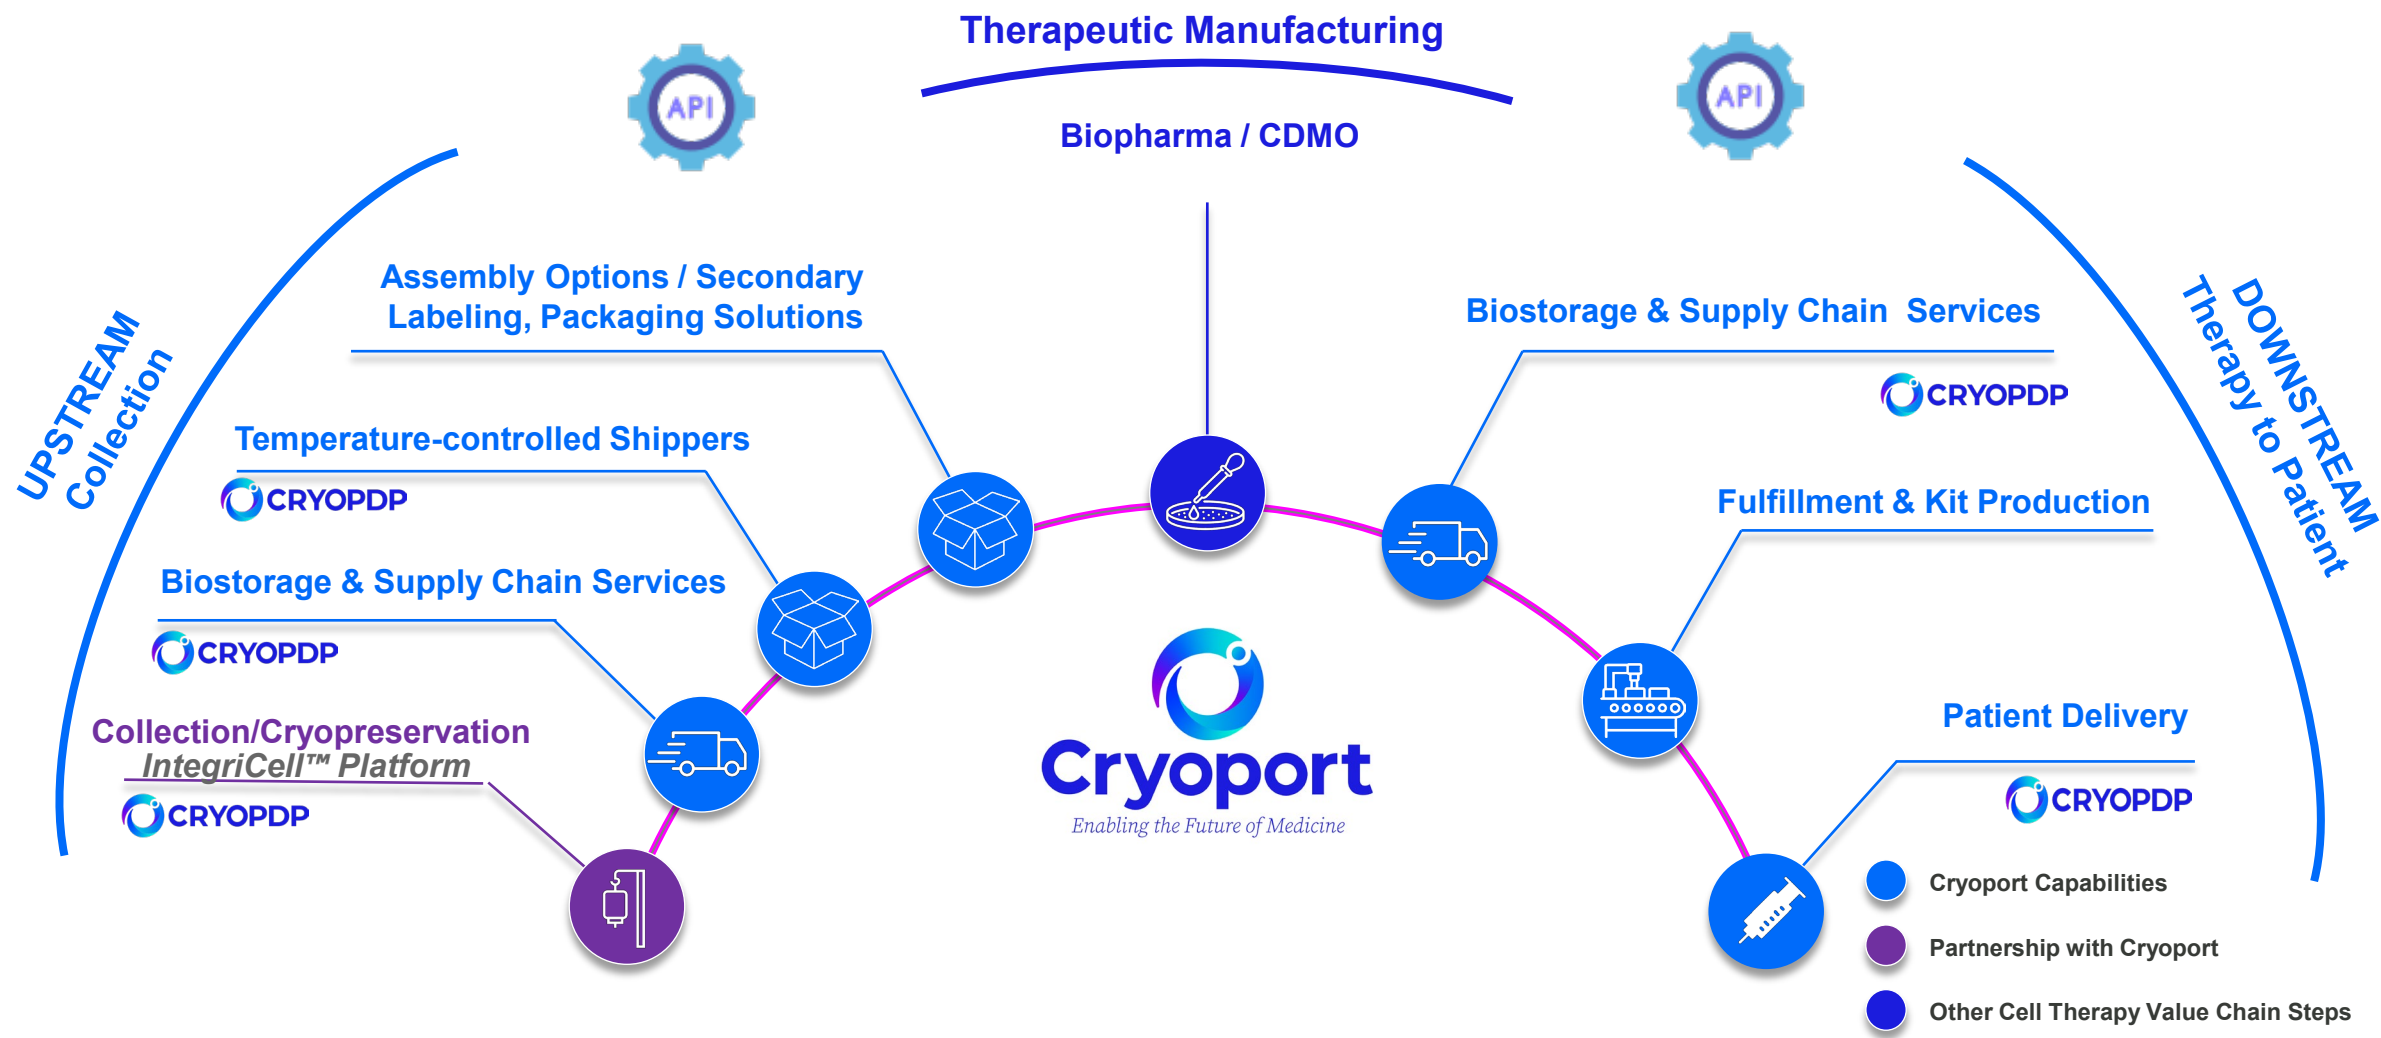 Therapeutic Manufacturing
API
API
Biopharma / CDMO
UPSTREAM
Collection
DOWNSTREAM
Therapy to Patient
Assembly Options / Secondary
Labeling, Packaging Solutions
Temperature-controlled Shippers
CRYOPDP
Biostorage & Supply Chain Services
CRYOPDP
Collection/Cryopreservation
IntegriCell™ Platform
CRYOPDP
Biostorage & Supply Chain Services
CRYOPDP
Fulfillment & Kit Production
Patient Delivery
CRYOPDP
Cryoport
Enabling the Future of Medicine
Cryoport Capabilities
Partnership with Cryoport
Other Cell Therapy Value Chain Steps